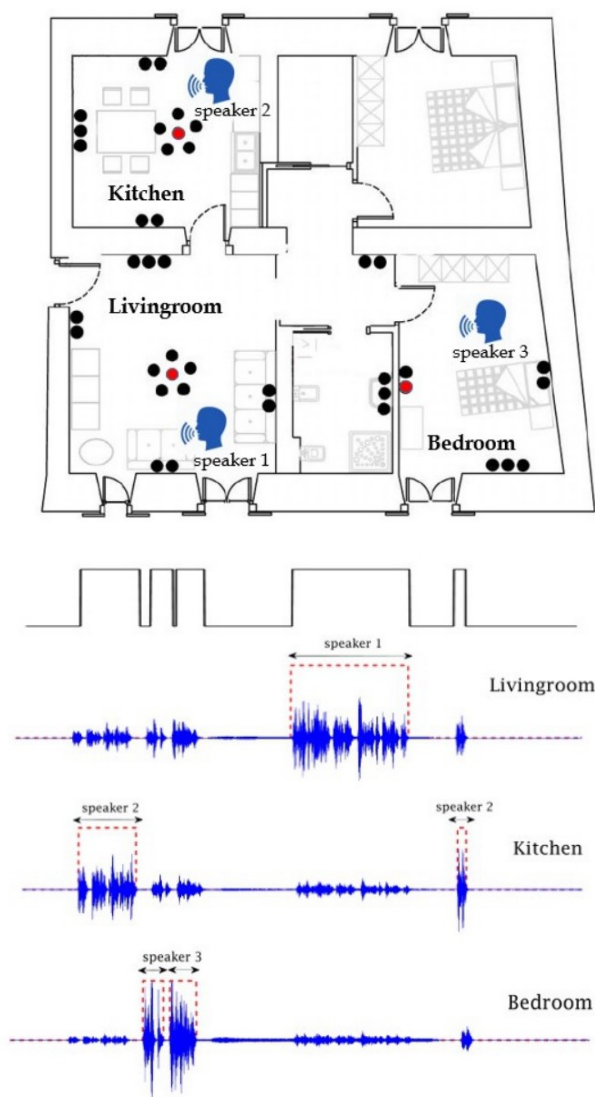 speaker 2
Kitchen
Livingroom
speaker 3
speaker 1
Bedroom
speaker 1
Livingroom
speaker 2
speaker 2
Kitchen
speaker 3
Bedroom